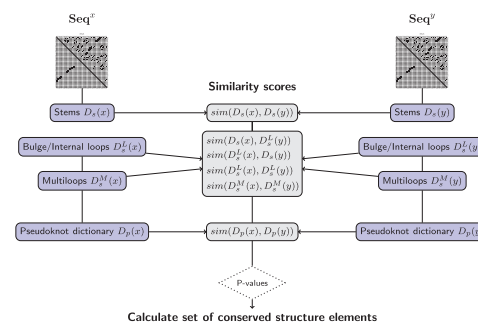 Seq^x
Seq^y
Similarity scores
Stems D_s(x)
sim(D_s(x), D_s(y))
Stems D_s(y)
Bulge/Internal loops D_s^L(x)
sim(D_s(x), D_s^L(y))
sim(D_s^L(x), D_s(y))
sim(D_s^L(x), D_s^L(y))
sim(D_s^M(x), D_s^M(y))
Bulge/Internal loops D_s^L(y
Multiloops D_s^M(x)
Multiloops D_s^M(y)
Pseudoknot dictionary D_p(x)
sim(D_p(x), D_p(y))
Pseudoknot dictionary D_p(y
P-values
Calculate set of conserved structure elements